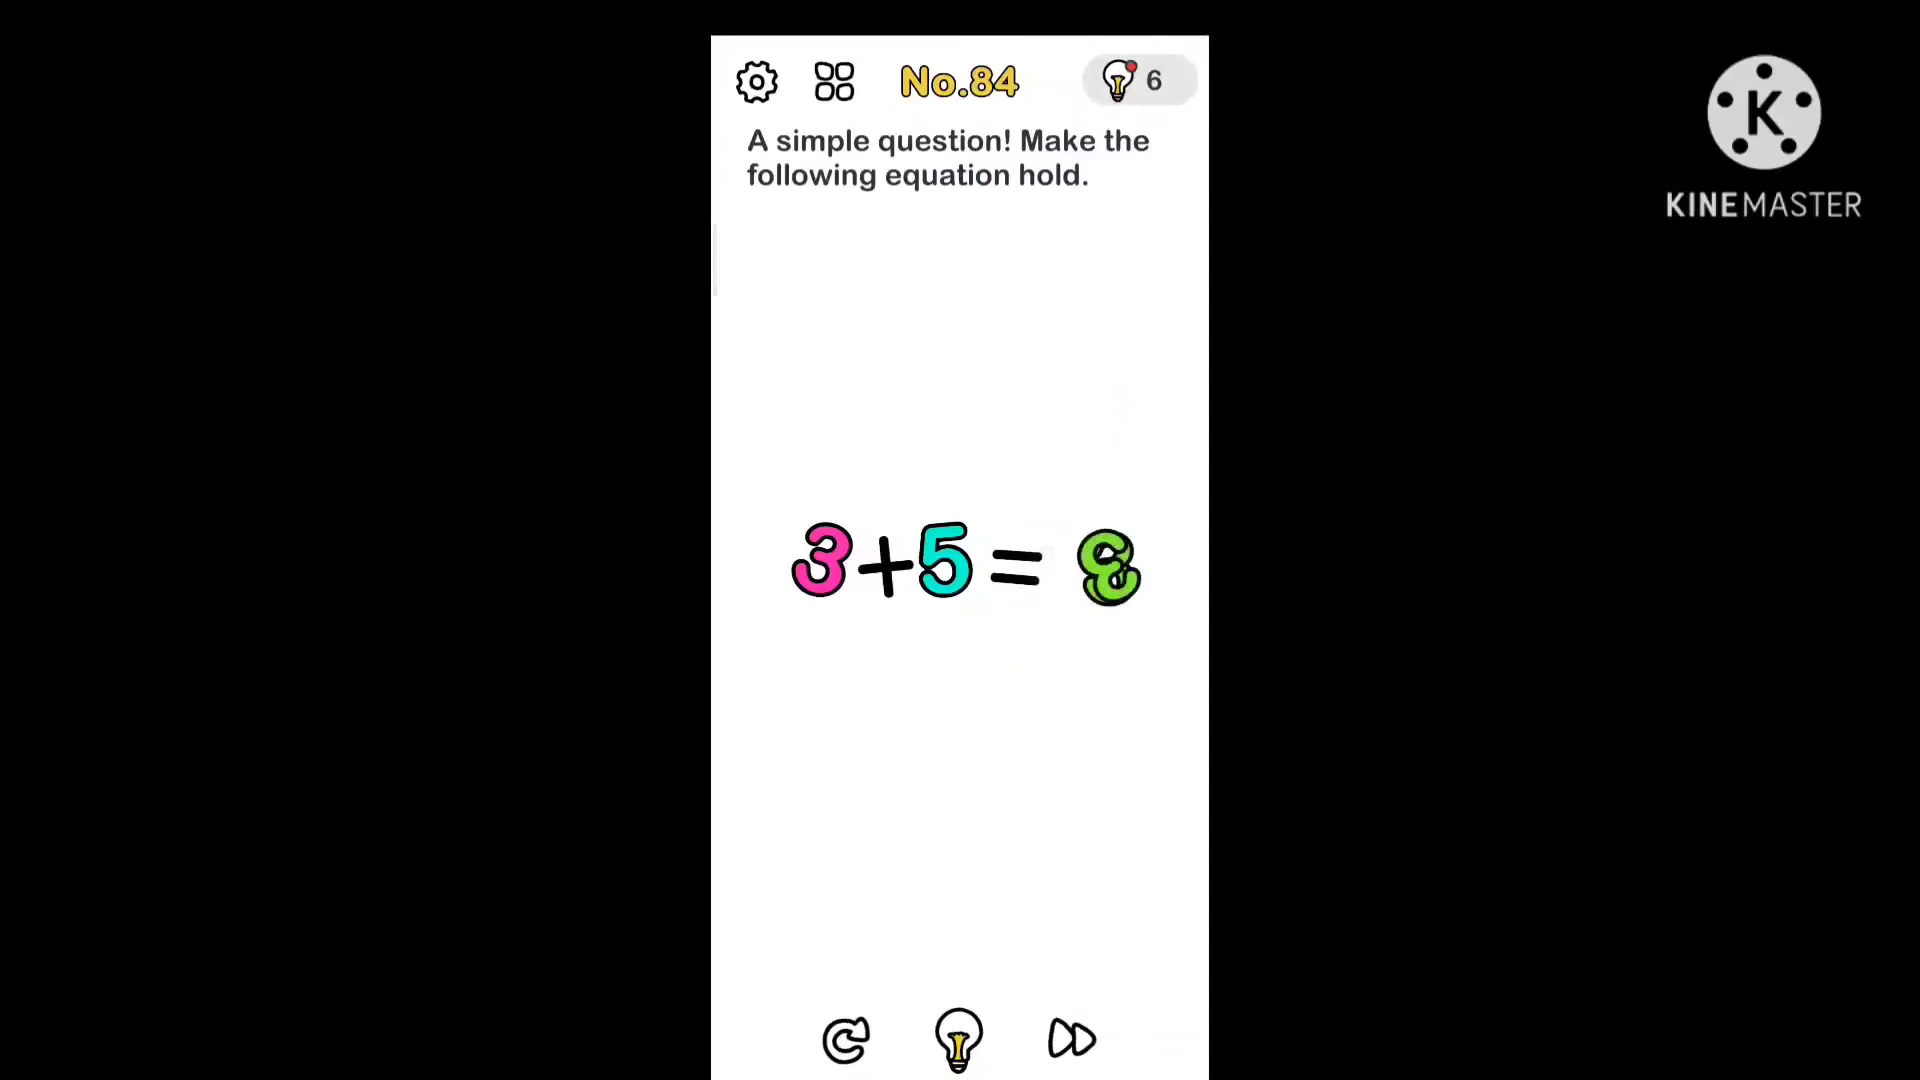 No.84
6
A simple question! Make the
following equation hold.
3+5=8
K
KINEMASTER